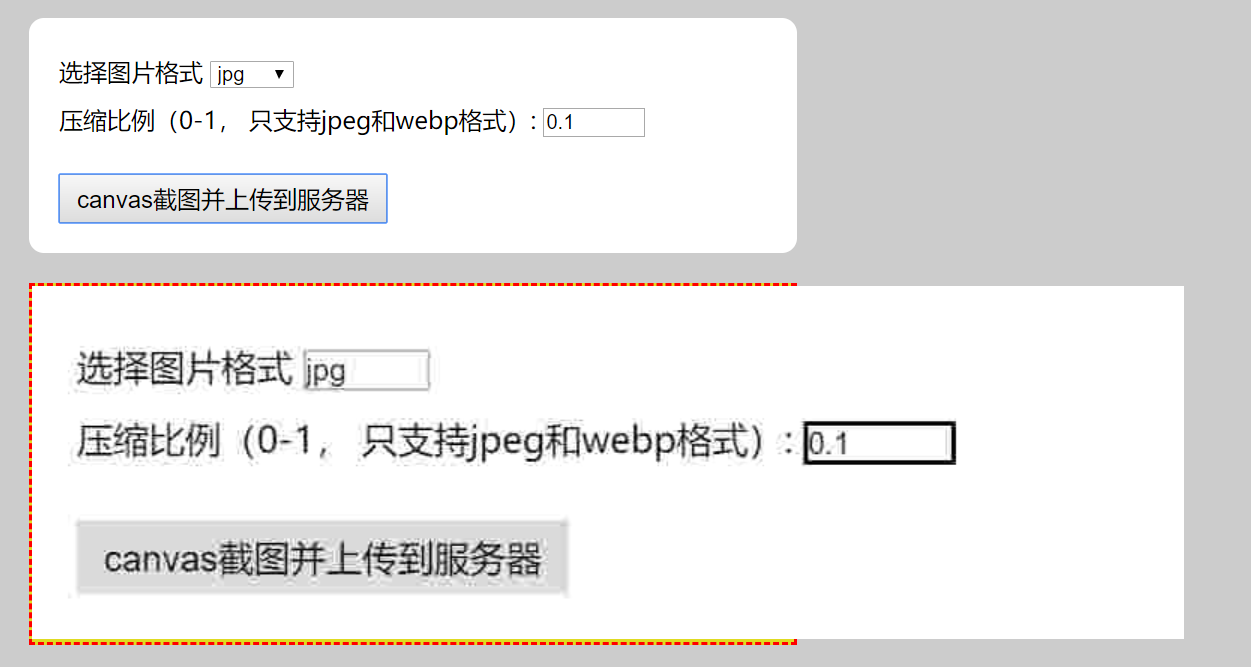 选择图片格式 jpg
压缩比例（0-1， 只支持jpeg和webp格式）: 0.1
canvas截图并上传到服务器
选择图片格式 jpg
压缩比例（0-1， 只支持jpeg和webp格式）: 0.1
canvas截图并上传到服务器